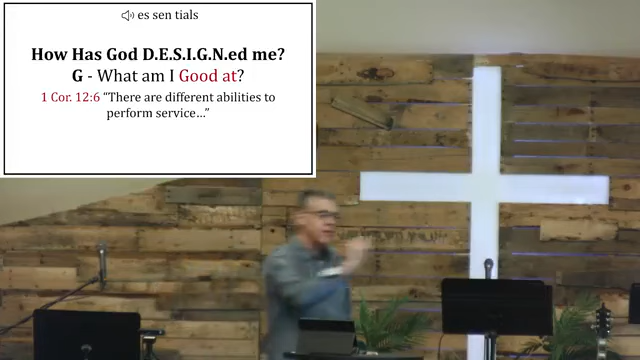 es sen tials
How Has God D.E.S.I.G.N.ed me?
G - What am I Good at?
1 Cor. 12:6 “There are different abilities to
perform service...”